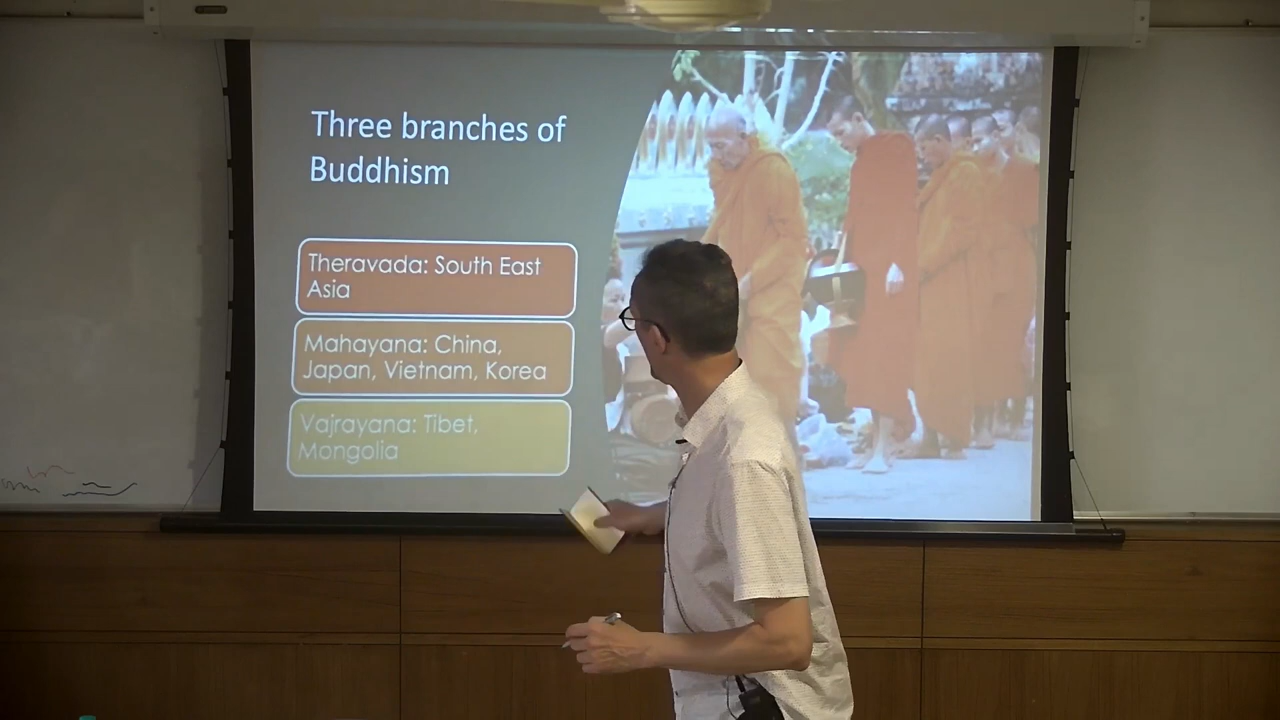 Three branches of
Buddhism
Theravada: South East
Asia
Mahayana: China,
Japan, Vietnam, Korea
Vajrayana: Tibet,
Mongolia